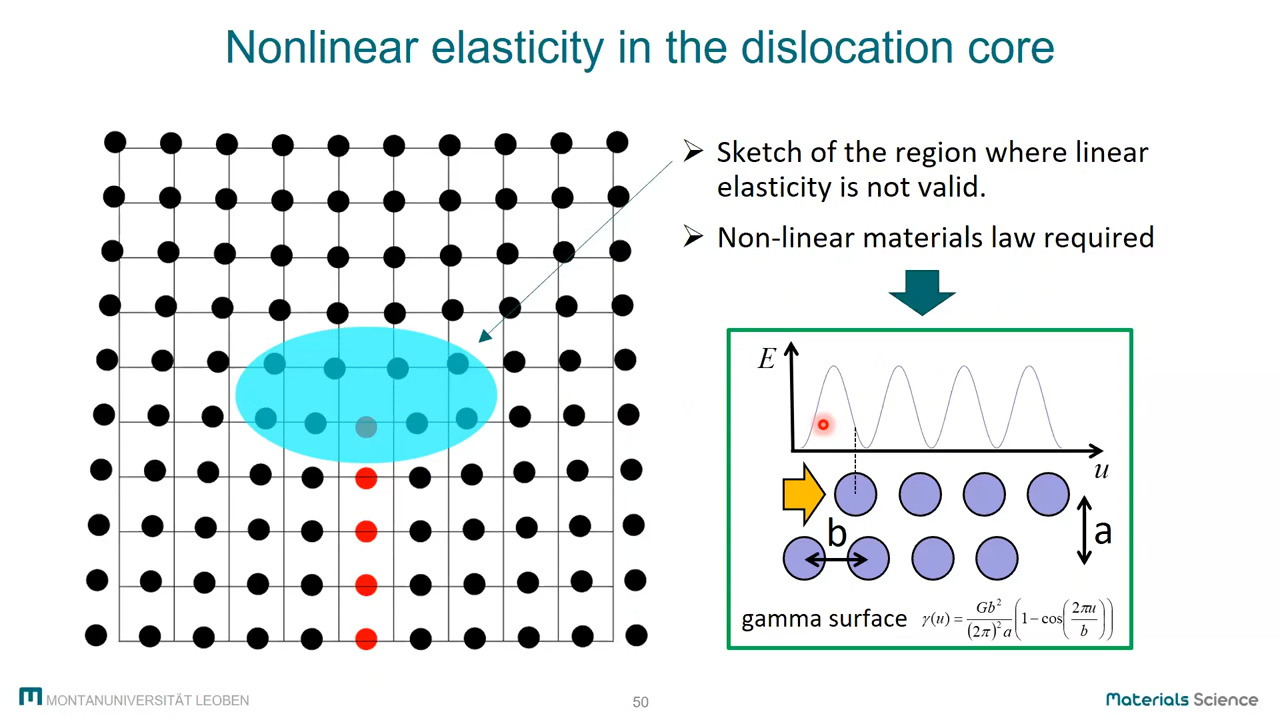 Nonlinear elasticity in the dislocation core
➢ Sketch of the region where linear
elasticity is not valid.
➢ Non-linear materials law required
E
u
b
a
gamma surface γ(u) = Gb²/((2π)²a) (1−cos(2πu/b))
MONTANUNIVERSITÄT LEOBEN
50
Materials Science